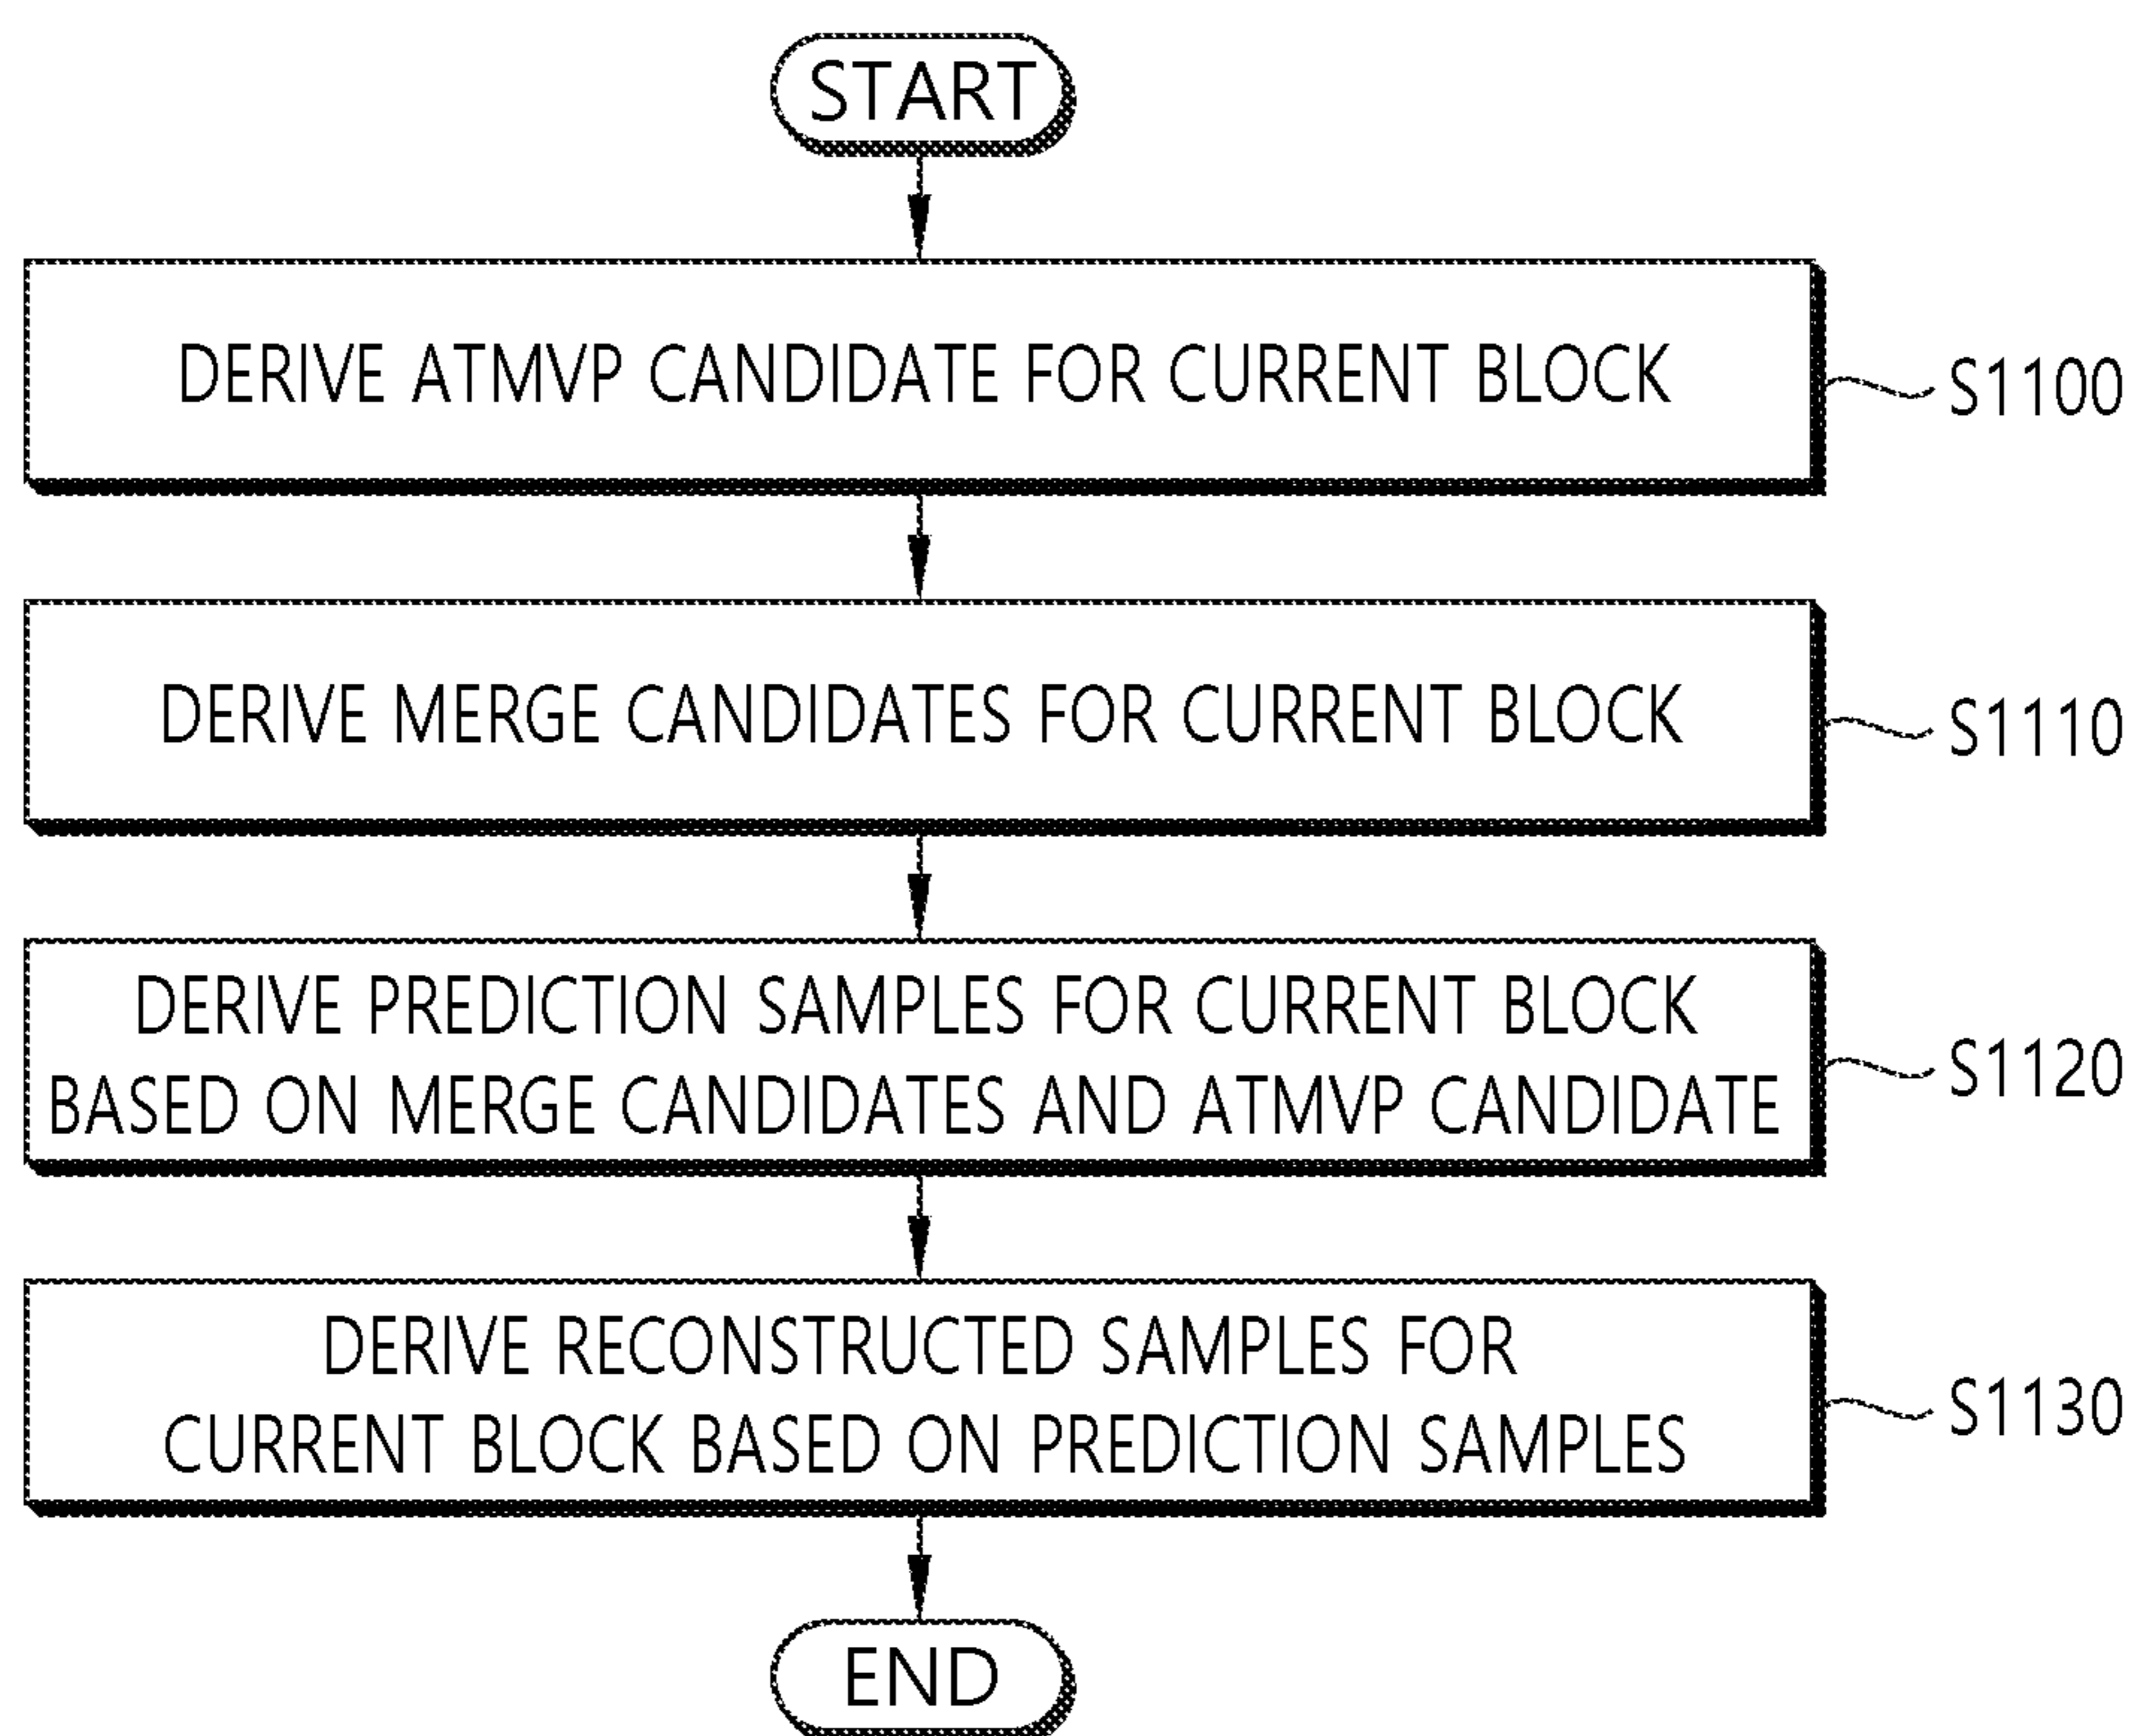 START
DERIVE ATMVP CANDIDATE FOR CURRENT BLOCK
S1100
DERIVE MERGE CANDIDATES FOR CURRENT BLOCK
S1110
DERIVE PREDICTION SAMPLES FOR CURRENT BLOCK
BASED ON MERGE CANDIDATES AND ATMVP CANDIDATE
S1120
DERIVE RECONSTRUCTED SAMPLES FOR
CURRENT BLOCK BASED ON PREDICTION SAMPLES
S1130
END